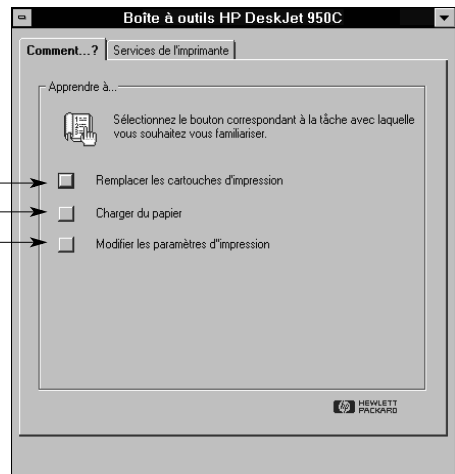 Boîte à outils HP DeskJet 950C
Comment...?
Services de l'imprimante
Apprendre à...
Sélectionnez le bouton correspondant à la tâche avec laquelle
vous souhaitez vous familiariser.
Remplacer les cartouches d'impression
Charger du papier
Modifier les paramètres d''impression
hp HEWLETT
PACKARD